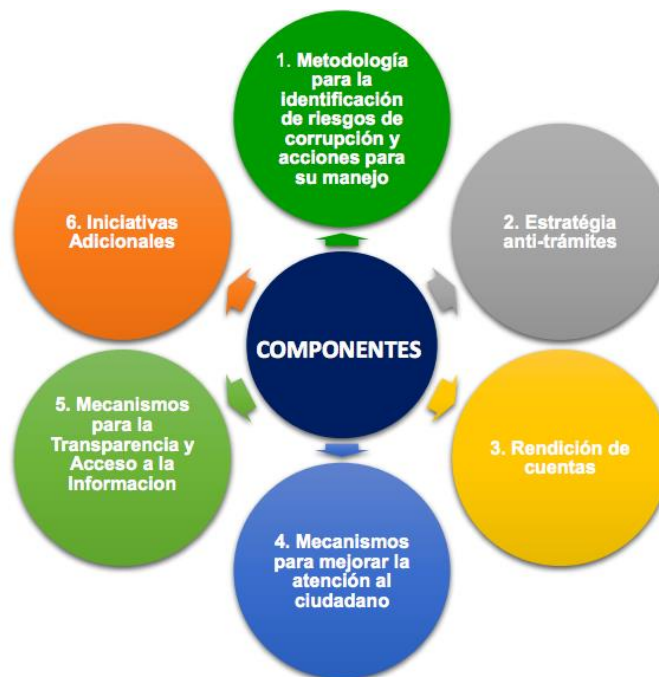 1. Metodología
para la
identificación
de riesgos de
corrupción y
acciones para
su manejo
2. Estratégia
anti-trámites
3. Rendición de
cuentas
4. Mecanismos
para mejorar la
atención al
ciudadano
5. Mecanismos
para la
Transparencia y
Acceso a la
Informacion
6. Iniciativas
Adicionales
COMPONENTES